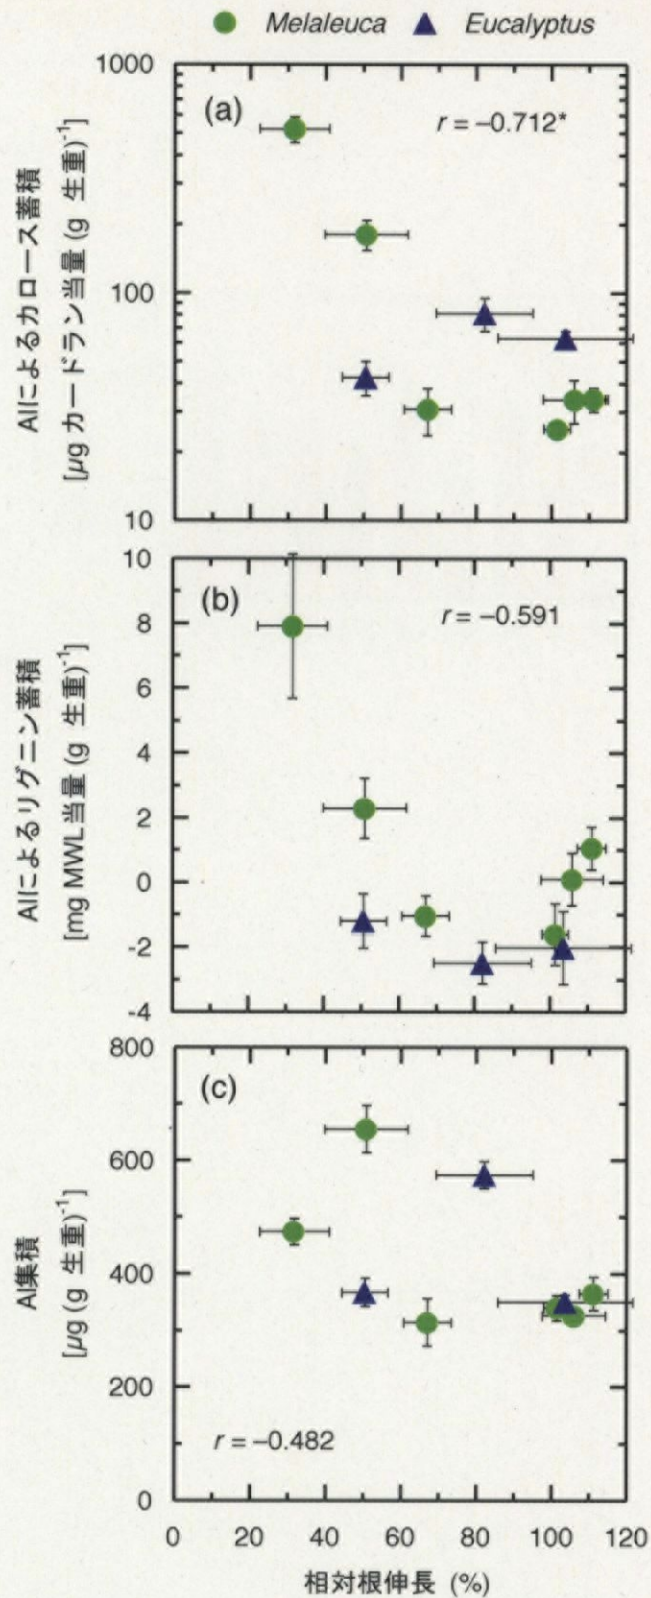 Melaleuca Eucalyptus
1000
(a)
r = –0.712*
100
10
Alによるカロース蓄積
[μg カードラン当量 (g 生重)-1]
10
(b)
r = –0.591
8
6
4
2
0
-2
-4
Alによるリグニン蓄積
[mg MWL当量 (g 生重)-1]
800
(c)
600
400
200
r = –0.482
0
Al集積
[μg (g 生重)-1]
0 20 40 60 80 100 120
相対根伸長 (%)